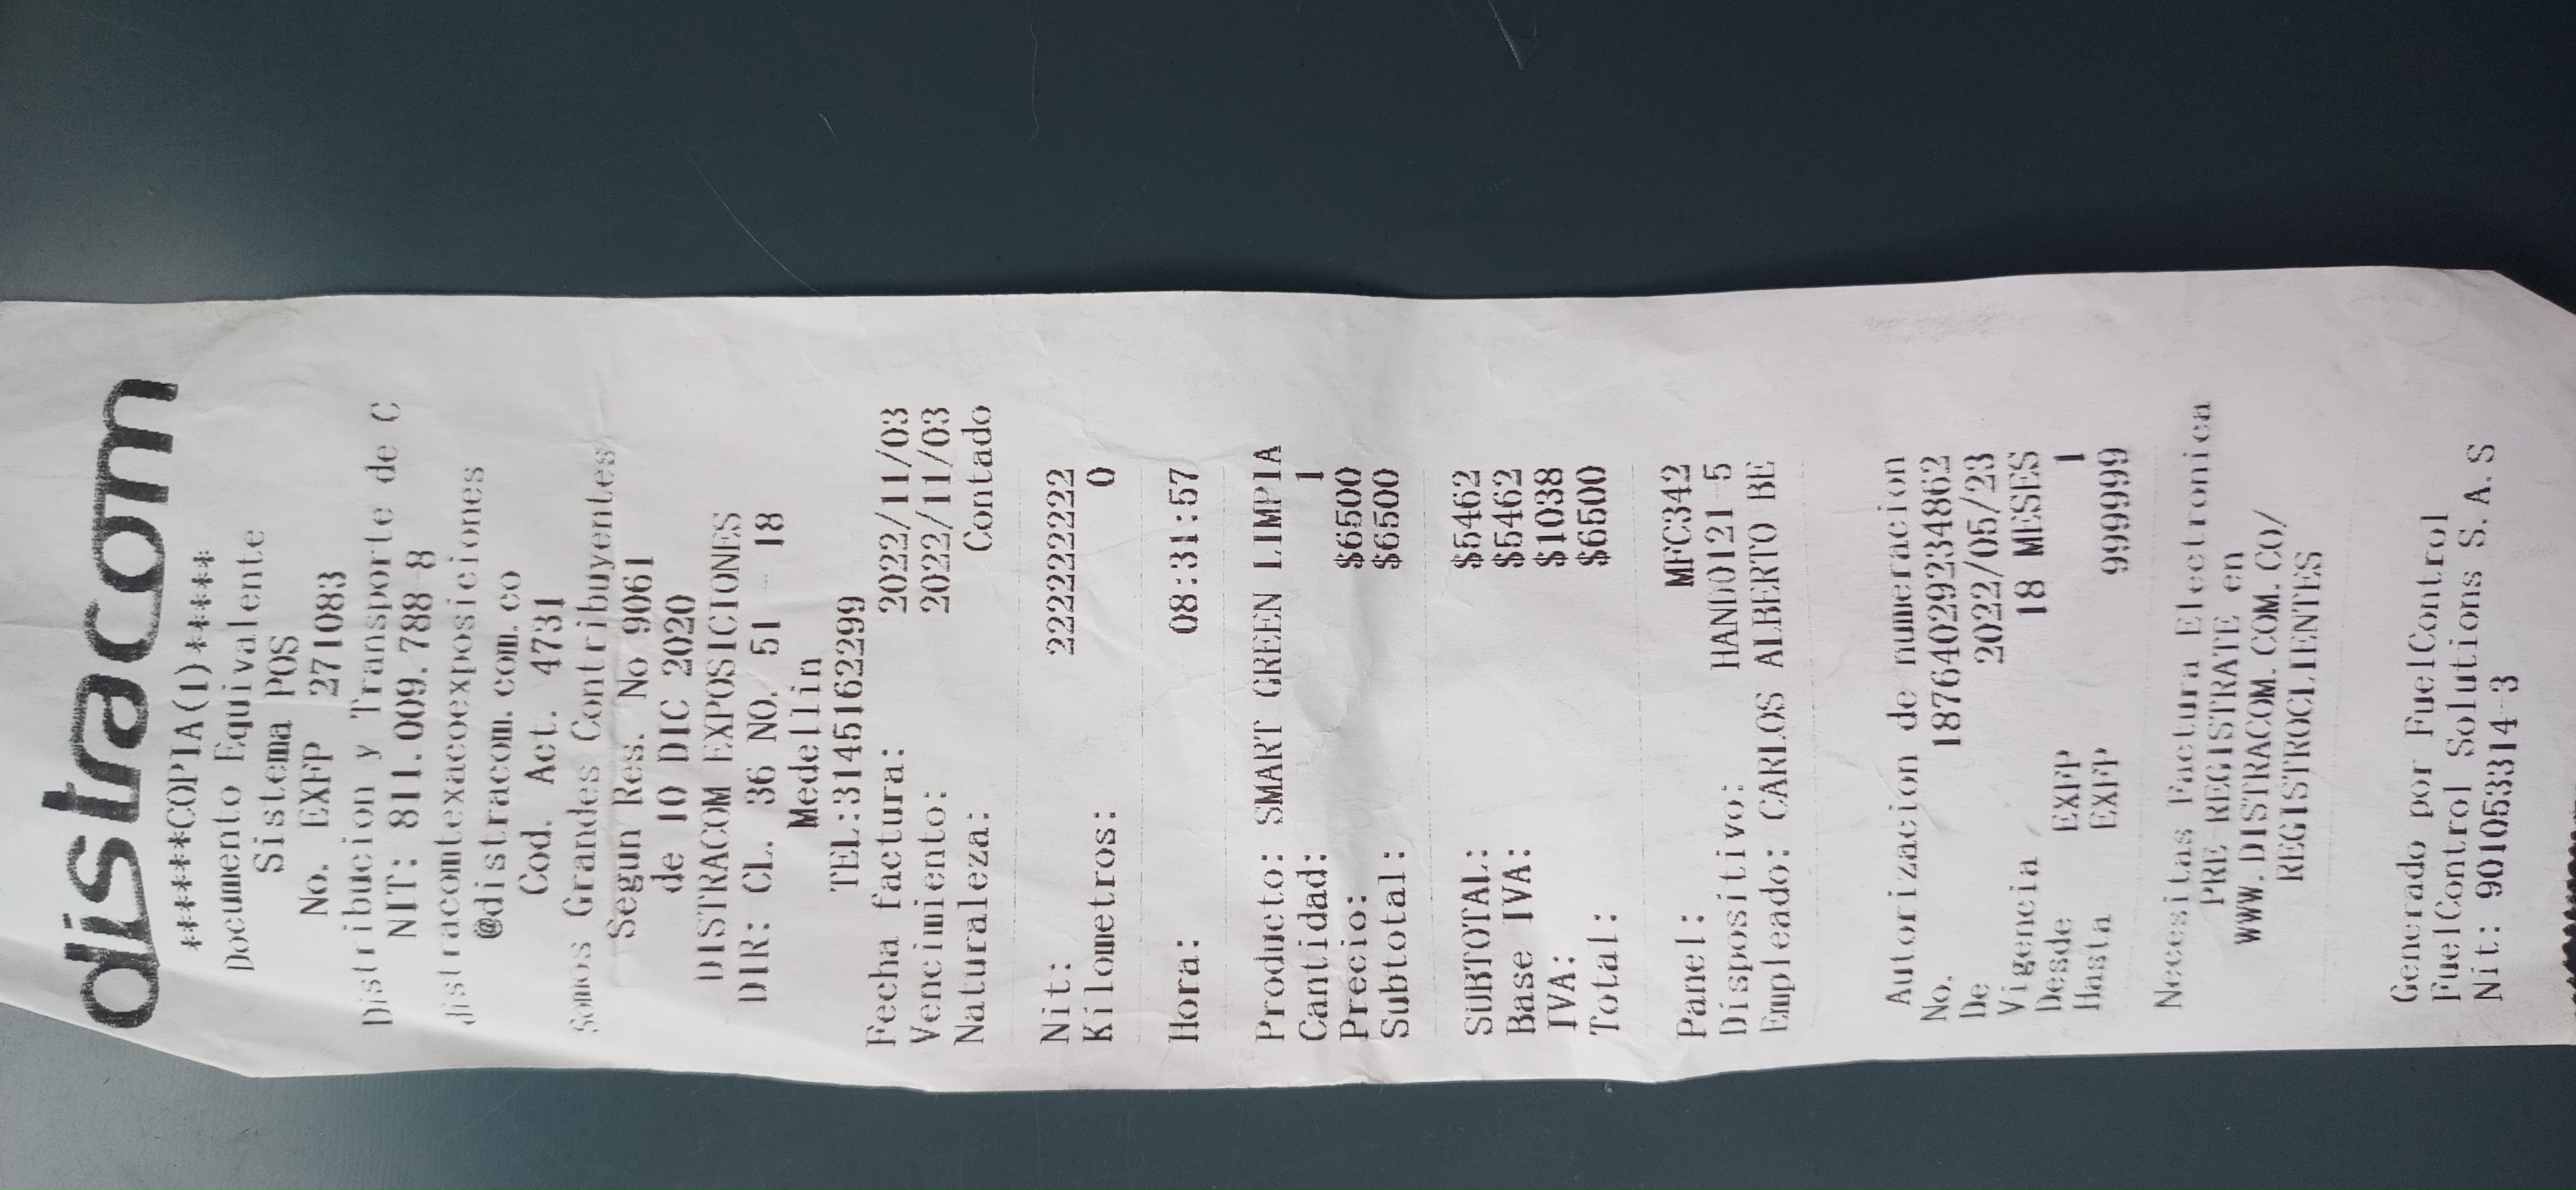 distracom
*****COPIA(1)*****
Documento Equivalente
Sistema POS
No. EXFP 271083
Distribucion y Transporte de C
NIT: 811.009.788-8
distracomtexacoexposiciones
@distracom.com.co
Cod. Act. 4731
Somos Grandes Contribuyentes
Segun Res. No 9061
de 10 DIC 2020
DISTRACOM EXPOSICIONES
DIR: CL. 36 NO. 51 - 18
Medellin
TEL:3145162299
Fecha factura: 2022/11/03
Vencimiento: 2022/11/03
Naturaleza: Contado
Nit: 222222222222
Kilometros: 0
Hora: 08:31:57
Producto: SMART GREEN LIMPIA
Cantidad: 1
Precio: $6500
Subtotal: $6500
SUBTOTAL: $5462
Base IVA: $5462
IVA: $1038
Total: $6500
Panel: MFC342
Dispositivo: HAND0121-5
Empleado: CARLOS ALBERTO BE
Autorizacion de numeracion
No. 18764029234862
De 2022/05/23
Vigencia 18 MESES
Desde EXFP 1
Hasta EXFP 9999999
Necesitas Factura Electronica
PRE-REGISTRATE en
WWW.DISTRACOM.COM.CO/
REGISTROCLIENTES
Generado por FuelControl
FuelControl Solutions S.A.S
Nit: 901053314-3